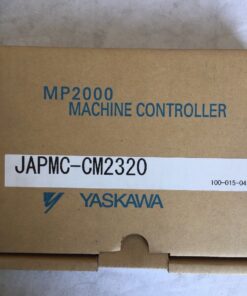 MP2000
MACHINE CONTROLLER
JAPMC-CM2320
100-015-04
YASKAWA